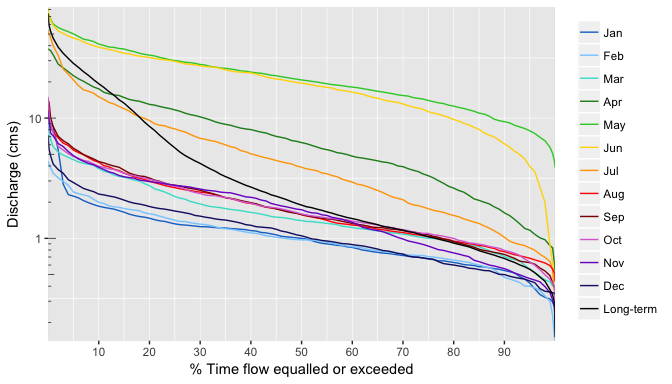 Discharge (cms)
10
1
10
20
30
40
50
60
70
80
90
% Time flow equalled or exceeded
Jan
Feb
Mar
Apr
May
Jun
Jul
Aug
Sep
Oct
Nov
Dec
Long-term